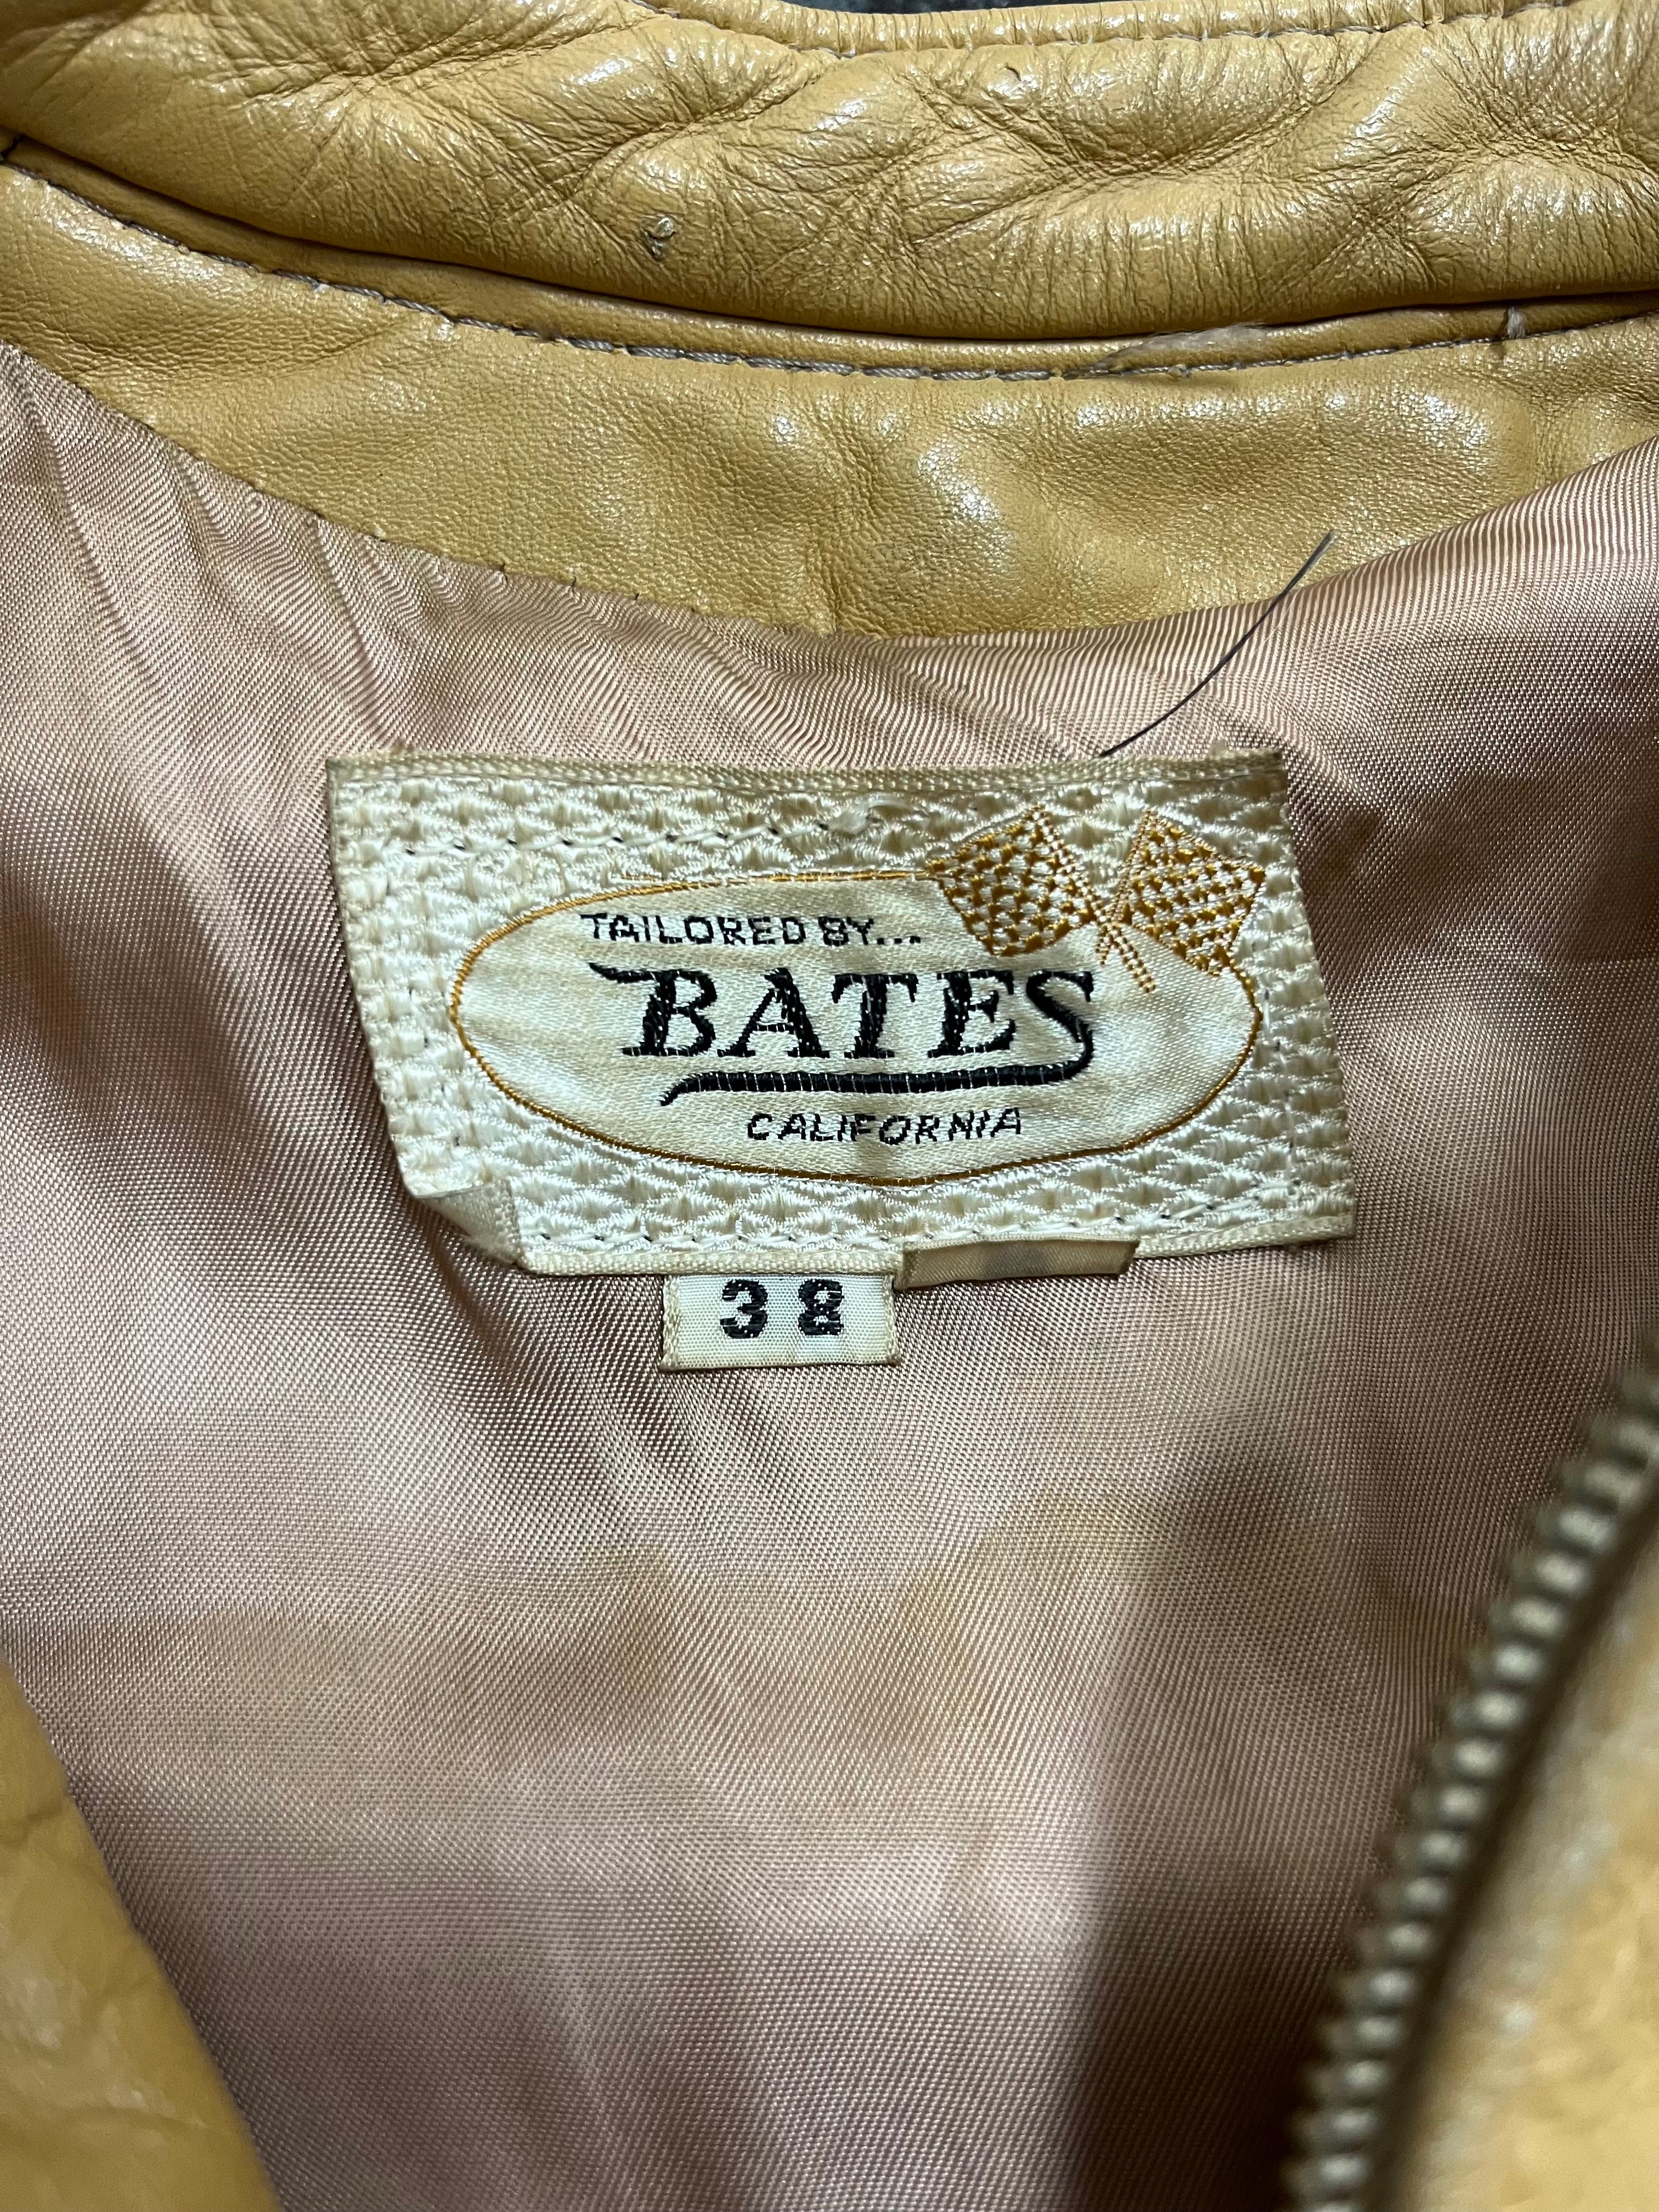 TAILORED BY...
BATES
CALIFORNIA
38